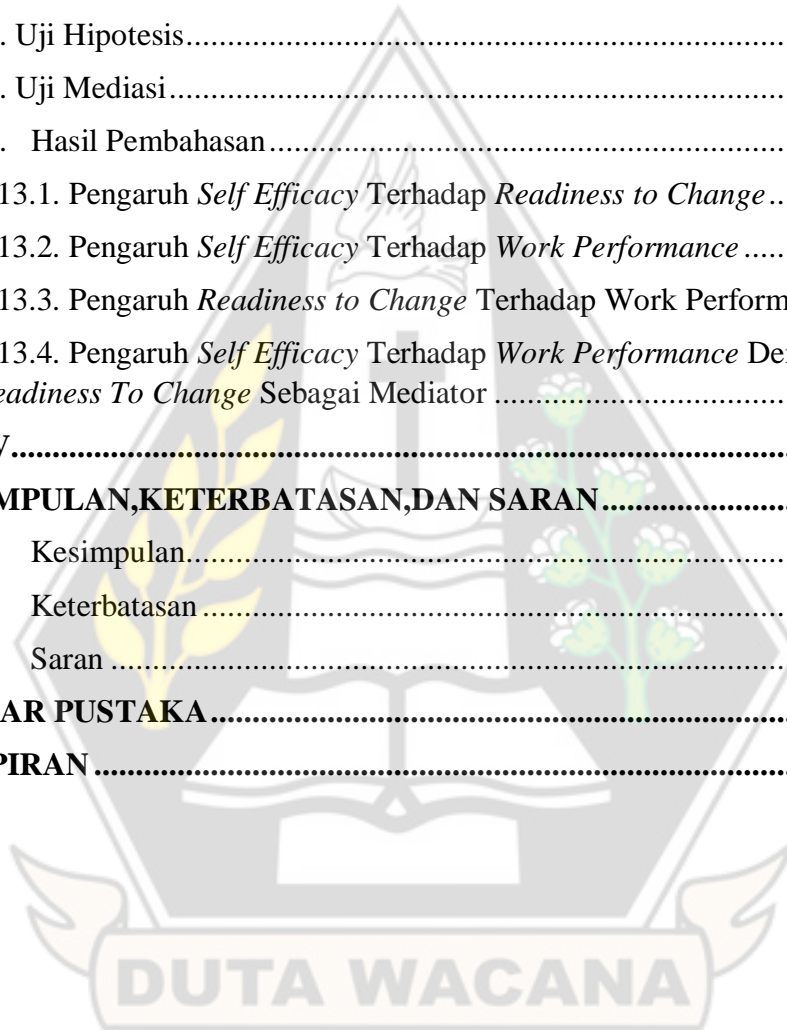 . Uji Hipotesis........................................................................
. Uji Mediasi..........................................................................
. Hasil Pembahasan..............................................................
13.1. Pengaruh Self Efficacy Terhadap Readiness to Change..
13.2. Pengaruh Self Efficacy Terhadap Work Performance.....
13.3. Pengaruh Readiness to Change Terhadap Work Perform
13.4. Pengaruh Self Efficacy Terhadap Work Performance De
eadiness To Change Sebagai Mediator...................................
V.............................................................................................
MPULAN,KETERBATASAN,DAN SARAN......................
Kesimpulan........................................................................
Keterbatasan......................................................................
Saran.................................................................................
AR PUSTAKA.....................................................................
PIRAN...................................................................................
DUTA WACANA